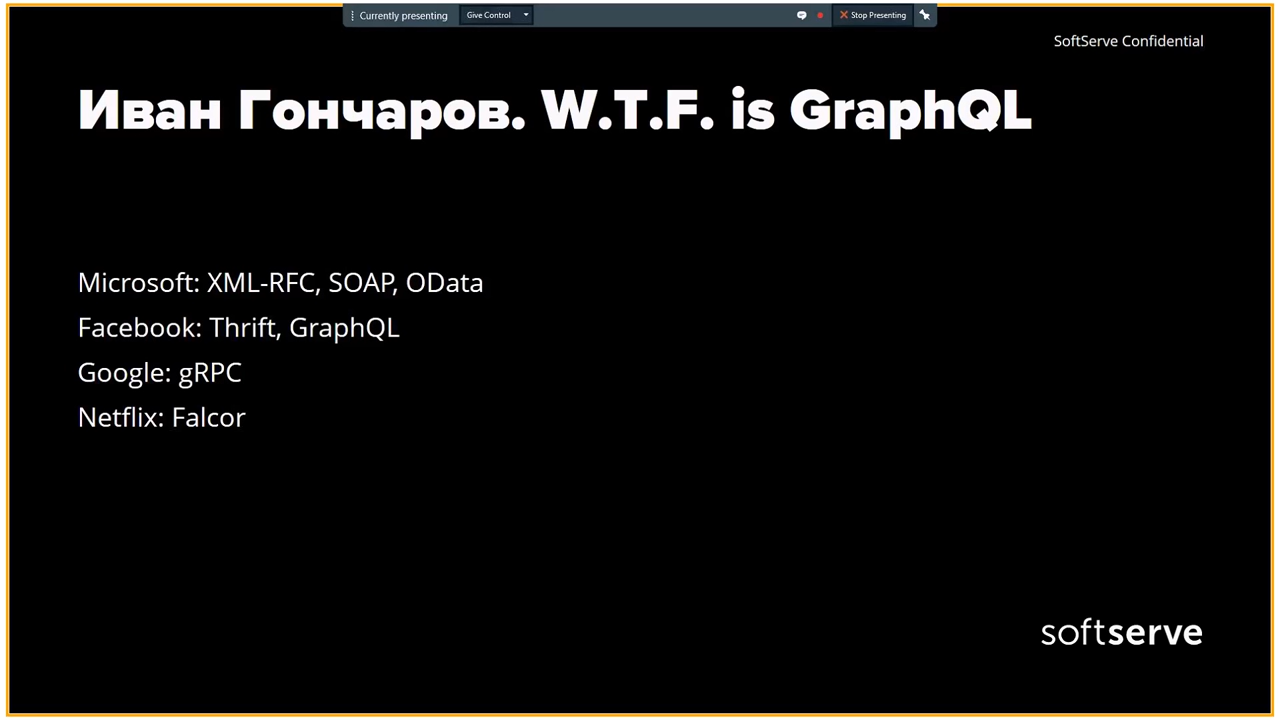 Currently presenting
Give Control
Stop Presenting
SoftServe Confidential
Иван Гончаров. W.T.F. is GraphQL
Microsoft: XML-RFC, SOAP, OData
Facebook: Thrift, GraphQL
Google: gRPC
Netflix: Falcor
softserve